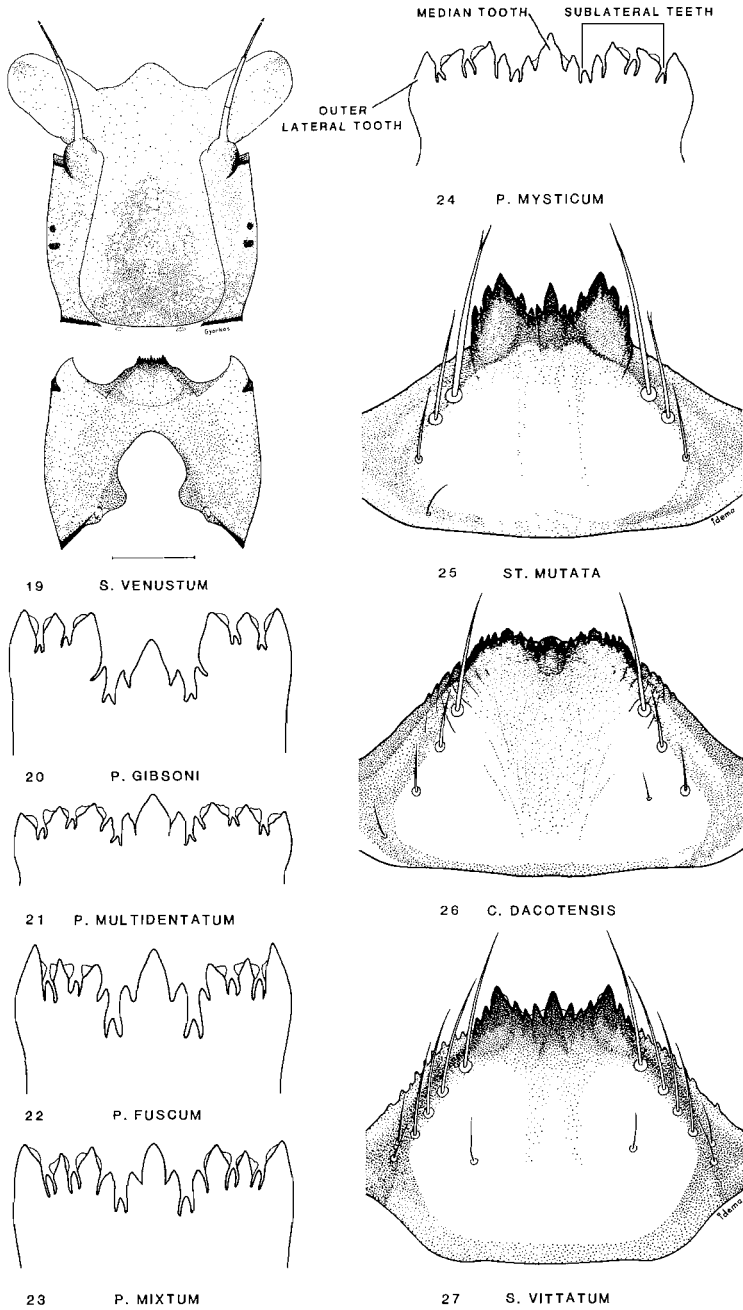 MEDIAN TOOTH
SUBLATERAL TEETH
OUTER
LATERAL TOOTH
24 P. MYSTICUM
Gyorkos
19 S. VENUSTUM
25 ST. MUTATA
20 P. GIBSONI
21 P. MULTIDENTATUM
26 C. DACOTENSIS
22 P. FUSCUM
23 P. MIXTUM
27 S. VITTATUM